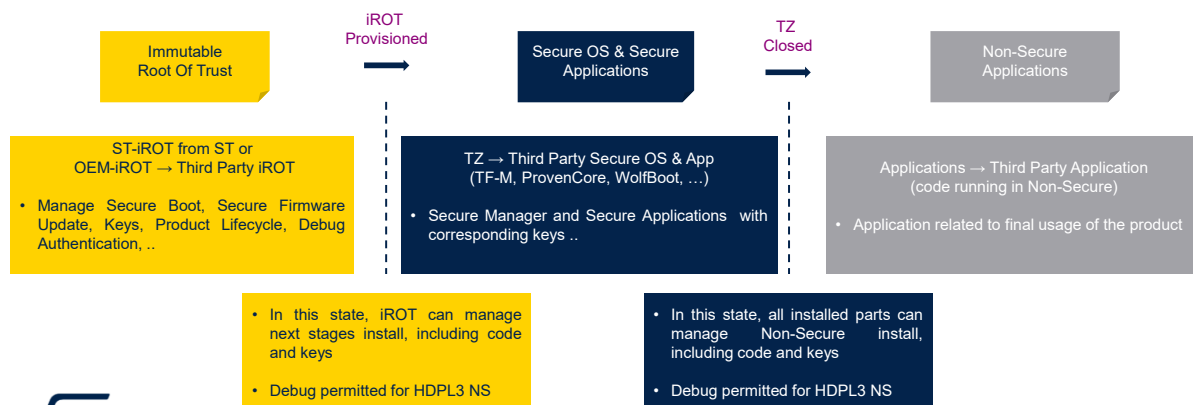 iROT
Provisioned
TZ
Closed
Immutable
Root Of Trust
Secure OS & Secure
Applications
Non-Secure
Applications
ST-iROT from ST or
OEM-iROT → Third Party iROT
• Manage Secure Boot, Secure Firmware
Update, Keys, Product Lifecycle, Debug
Authentication, ..
TZ → Third Party Secure OS & App
(TF-M, ProvenCore, WolfBoot, …)
• Secure Manager and Secure Applications with
corresponding keys ..
Applications → Third Party Application
(code running in Non-Secure)
• Application related to final usage of the product
• In this state, iROT can manage
next stages install, including code
and keys
• Debug permitted for HDPL3 NS
• In this state, all installed parts can
manage Non-Secure install,
including code and keys
• Debug permitted for HDPL3 NS